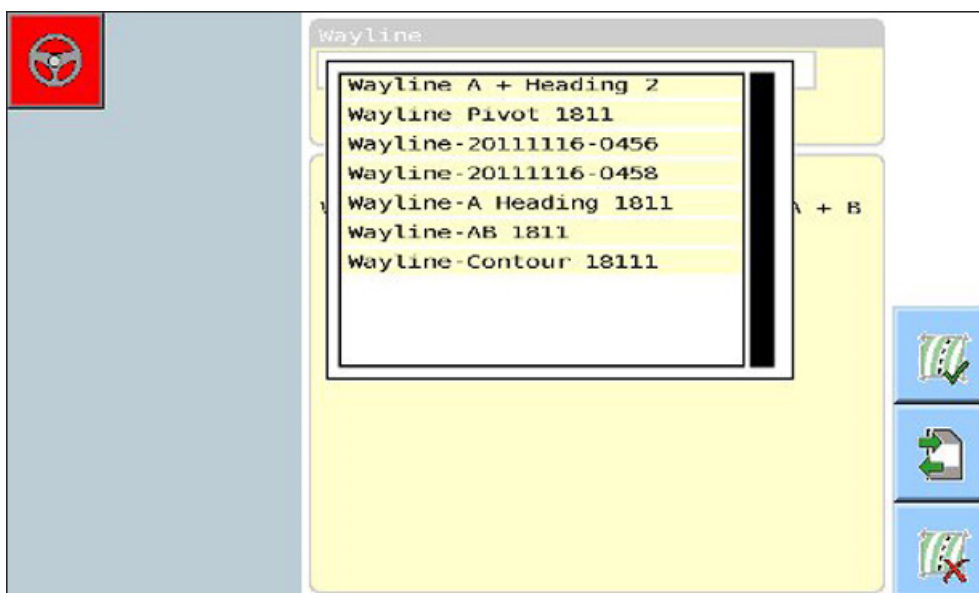 Wayline
Wayline A + Heading 2
Wayline Pivot 1811
Wayline-20111116-0456
Wayline-20111116-0458
Wayline-A Heading 1811
A + B
Wayline-AB 1811
Wayline-Contour 18111